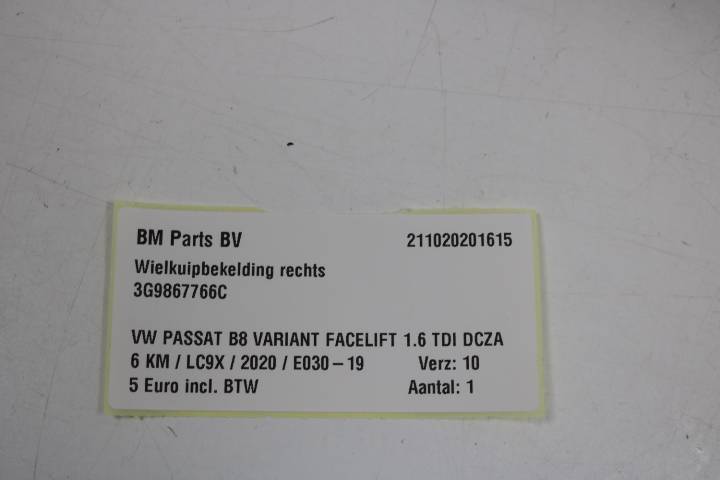 BM Parts BV 211020201615
Wielkuipbekelding rechts
3G9867766C
VW PASSAT B8 VARIANT FACELIFT 1.6 TDI DCZA
6 KM / LC9X / 2020 / E030-19 Verz: 10
5 Euro incl. BTW Aantal: 1